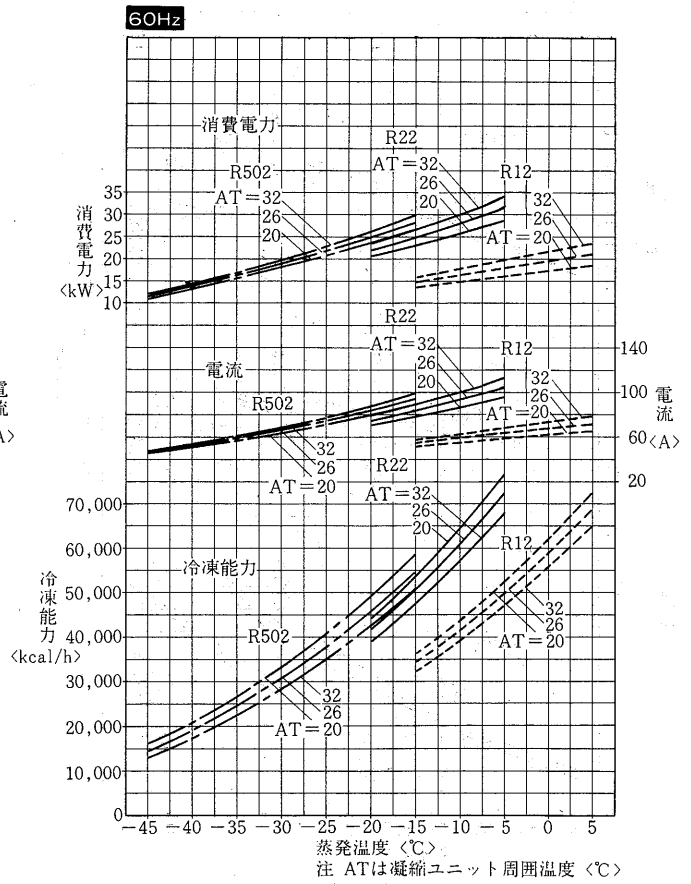 60Hz
消費電力
R22
AT=32
26
20
R502
AT=32
26
20
R12
32
26
AT=20
消費電力
<kW>
35
30
25
20
15
10
電流
R22
AT=32
26
20
R12
32
26
AT=20
R502
32
26
AT=20
140
100
60
20
電流
<A>
電流
A>
冷凍能力
R22
AT=32
26
20
R12
32
26
AT=20
R502
32
26
AT=20
冷凍能力
<kcal/h>
70,000
60,000
50,000
40,000
30,000
20,000
10,000
0
-45 -40 -35 -30 -25 -20 -15 -10 -5 0 5
蒸発温度 <℃>
注 ATは凝縮ユニット周囲温度 <℃>